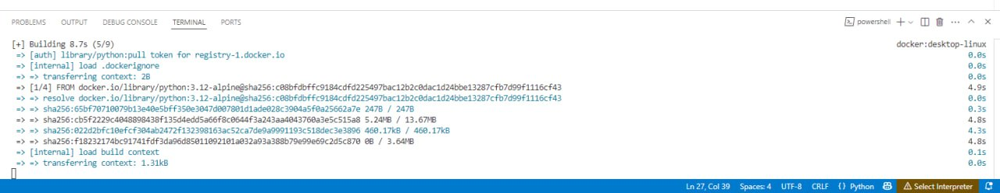 PROBLEMS OUTPUT DEBUG CONSOLE TERMINAL PORTS powershell
[+] Building 8.7s (5/9) docker:desktop-linux
=> [auth] library/python:pull token for registry-1.docker.io 0.0s
=> [internal] load .dockerignore 0.0s
=> => transferring context: 2B 0.0s
=> [1/4] FROM docker.io/library/python:3.12-alpine@sha256:c08bfdbffc9184cdfd225497bac12b2c0dac1d24bbe13287cfb7d99f1116cf43 4.9s
=> => resolve docker.io/library/python:3.12-alpine@sha256:c08bfdbffc9184cdfd225497bac12b2c0dac1d24bbe13287cfb7d99f1116cf43 0.0s
=> => sha256:65bf70710079b13e40e5bff350e3047d007801d1ade028c3904a5f0a25662a7e 247B / 247B 0.3s
=> => sha256:cb5f2229c4048898438f135d4edd5a66f8c0644f3a243aa4043760a3e5c515a8 5.24MB / 13.67MB 4.8s
=> => sha256:022d2bfc10efcf304ab2472f132398163ac52ca7de9a9991193c518dec3e3896 460.17kB / 460.17kB 4.3s
=> => sha256:f18232174bc91741fdf3da96d85011092101a032a93a388b79e99e69c2d5c870 0B / 3.64MB 4.8s
=> [internal] load build context 0.1s
=> => transferring context: 1.31kB 0.0s
Ln 27, Col 39 Spaces: 4 UTF-8 CRLF {} Python Select Interpreter